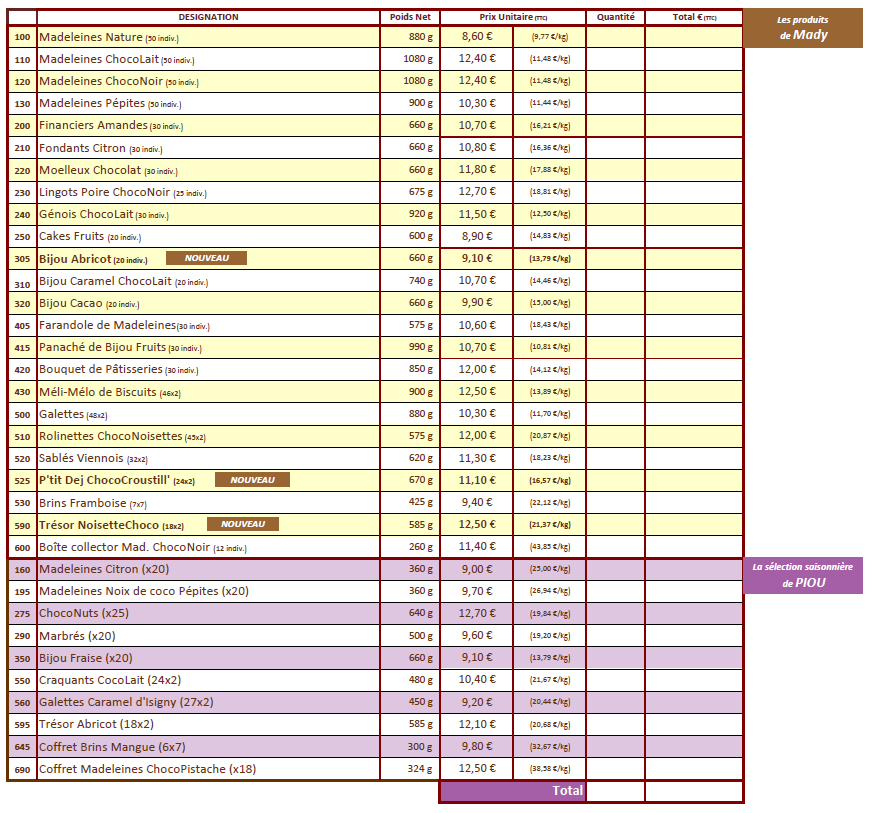 DESIGNATION Poids Net Prix Unitaire (TTC) Quantité Total € (TTC)
Les produits
de Mady
100 Madeleines Nature (50 indiv.) 880 g 8,60 € (9,77 €/kg)
110 Madeleines ChocoLait (50 indiv.) 1080 g 12,40 € (11,48 €/kg)
120 Madeleines ChocoNoir (50 indiv.) 1080 g 12,40 € (11,48 €/kg)
130 Madeleines Pépites (50 indiv.) 900 g 10,30 € (11,44 €/kg)
200 Financiers Amandes (30 indiv.) 660 g 10,70 € (16,21 €/kg)
210 Fondants Citron (30 indiv.) 660 g 10,80 € (16,36 €/kg)
220 Moelleux Chocolat (30 indiv.) 660 g 11,80 € (17,88 €/kg)
230 Lingots Poire ChocoNoir (25 indiv.) 675 g 12,70 € (18,81 €/kg)
240 Génois ChocoLait (30 indiv.) 920 g 11,50 € (12,50 €/kg)
250 Cakes Fruits (20 indiv.) 600 g 8,90 € (14,83 €/kg)
305 Bijou Abricot (20 indiv.) NOUVEAU 660 g 9,10 € (13,79 €/kg)
310 Bijou Caramel ChocoLait (20 indiv.) 740 g 10,70 € (14,46 €/kg)
320 Bijou Cacao (20 indiv.) 660 g 9,90 € (15,00 €/kg)
405 Farandole de Madeleines(30 indiv.) 575 g 10,60 € (18,43 €/kg)
415 Panaché de Bijou Fruits (30 indiv.) 990 g 10,70 € (10,81 €/kg)
420 Bouquet de Pâtisseries (30 indiv.) 850 g 12,00 € (14,12 €/kg)
430 Méli-Mélo de Biscuits (46x2) 900 g 12,50 € (13,89 €/kg)
500 Galettes (48x2) 880 g 10,30 € (11,70 €/kg)
510 Rolinettes ChocoNoisettes (45x2) 575 g 12,00 € (20,87 €/kg)
520 Sablés Viennois (32x2) 620 g 11,30 € (18,23 €/kg)
525 P'tit Dej ChocoCroustill' (24x2) NOUVEAU 670 g 11,10 € (16,57 €/kg)
530 Brins Framboise (7x7) 425 g 9,40 € (22,12 €/kg)
590 Trésor NoisetteChoco (18x2) NOUVEAU 585 g 12,50 € (21,37 €/kg)
600 Boîte collector Mad. ChocoNoir (12 indiv.) 260 g 11,40 € (43,85 €/kg)
La sélection saisonnière
de PIOU
160 Madeleines Citron (x20) 360 g 9,00 € (25,00 €/kg)
195 Madeleines Noix de coco Pépites (x20) 360 g 9,70 € (26,94 €/kg)
275 ChocoNuts (x25) 640 g 12,70 € (19,84 €/kg)
290 Marbrés (x20) 500 g 9,60 € (19,20 €/kg)
350 Bijou Fraise (x20) 660 g 9,10 € (13,79 €/kg)
550 Craquants CocoLait (24x2) 480 g 10,40 € (21,67 €/kg)
560 Galettes Caramel d'Isigny (27x2) 450 g 9,20 € (20,44 €/kg)
595 Trésor Abricot (18x2) 585 g 12,10 € (20,68 €/kg)
645 Coffret Brins Mangue (6x7) 300 g 9,80 € (32,67 €/kg)
690 Coffret Madeleines ChocoPistache (x18) 324 g 12,50 € (38,58 €/kg)
Total